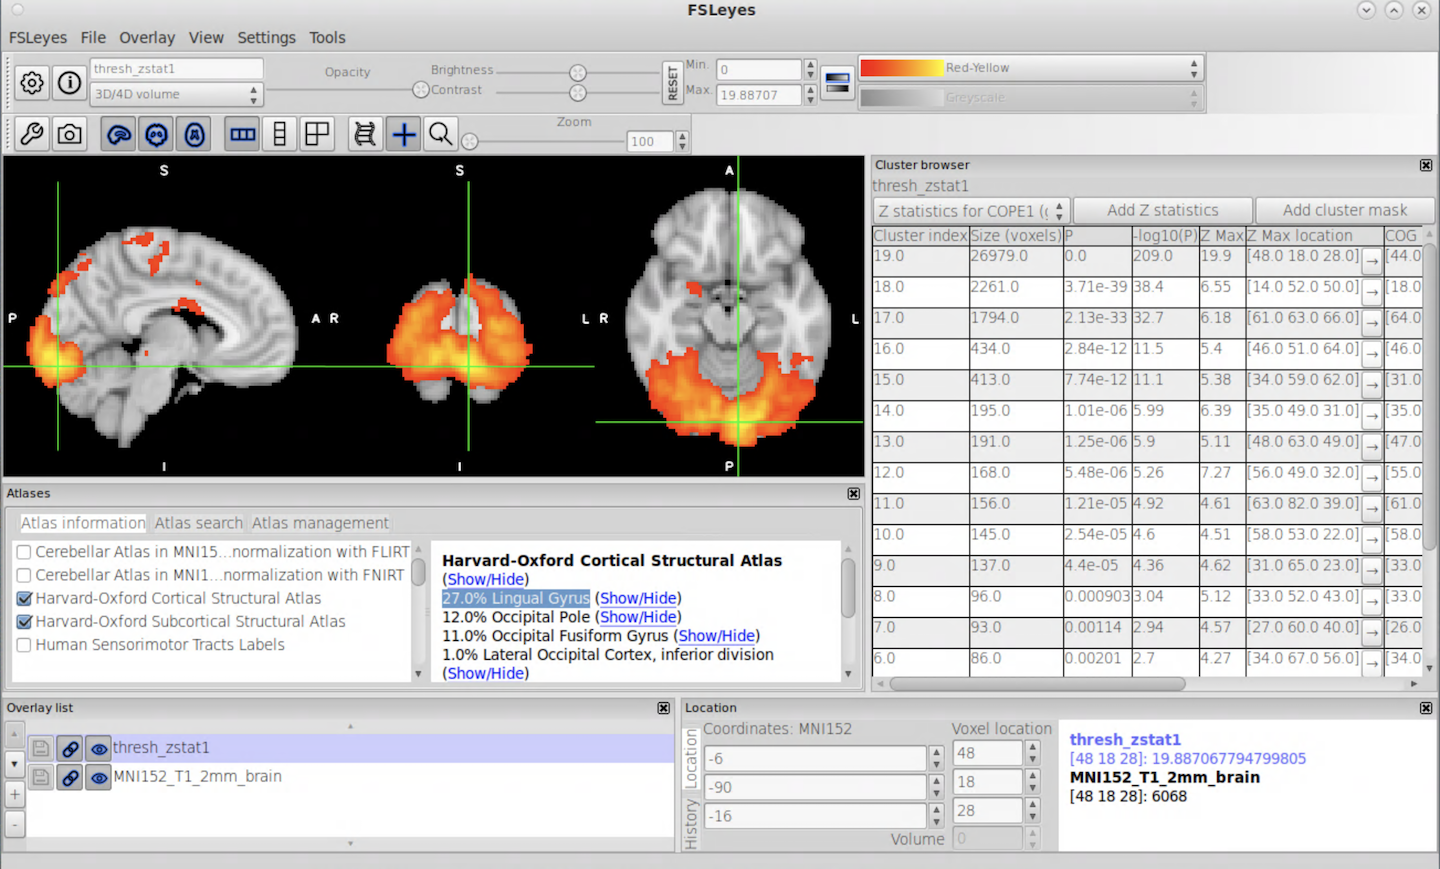 FSLeyes
FSLeyes File Overlay View Settings Tools
thresh_zstat1
3D/4D volume
Opacity
Brightness
Contrast
RESET
Min. 0
Max. 19.88707
Red-Yellow
Greyscale
Zoom
100
S S A
P A R L R L
I I P
Cluster browser
thresh_zstat1
Z statistics for COPE1 (
Add Z statistics
Add cluster mask
Cluster index Size (voxels) P -log10(P) Z Max Z Max location COG
19.0 26979.0 0.0 209.0 19.9 [48.0 18.0 28.0] → [44.0
18.0 2261.0 3.71e-39 38.4 6.55 [14.0 52.0 50.0] → [18.0
17.0 1794.0 2.13e-33 32.7 6.18 [61.0 63.0 66.0] → [64.0
16.0 434.0 2.84e-12 11.5 5.4 [46.0 51.0 64.0] → [46.0
15.0 413.0 7.74e-12 11.1 5.38 [34.0 59.0 62.0] → [31.0
14.0 195.0 1.01e-06 5.99 6.39 [35.0 49.0 31.0] → [35.0
13.0 191.0 1.25e-06 5.9 5.11 [48.0 63.0 49.0] → [47.0
12.0 168.0 5.48e-06 5.26 7.27 [56.0 49.0 32.0] → [55.0
11.0 156.0 1.21e-05 4.92 4.61 [63.0 82.0 39.0] → [61.0
10.0 145.0 2.54e-05 4.6 4.51 [58.0 53.0 22.0] → [58.0
9.0 137.0 4.4e-05 4.36 4.62 [31.0 65.0 23.0] → [33.0
8.0 96.0 0.000903 3.04 5.12 [33.0 52.0 43.0] → [33.0
7.0 93.0 0.00114 2.94 4.57 [27.0 60.0 40.0] → [26.0
6.0 86.0 0.00201 2.7 4.27 [34.0 67.0 56.0] → [34.0
Atlases
Atlas information Atlas search Atlas management
Cerebellar Atlas in MNI15...normalization with FLIRT
Cerebellar Atlas in MNI1...normalization with FNIRT
Harvard-Oxford Cortical Structural Atlas
Harvard-Oxford Subcortical Structural Atlas
Human Sensorimotor Tracts Labels
Harvard-Oxford Cortical Structural Atlas
(Show/Hide)
27.0% Lingual Gyrus (Show/Hide)
12.0% Occipital Pole (Show/Hide)
11.0% Occipital Fusiform Gyrus (Show/Hide)
1.0% Lateral Occipital Cortex, inferior division
(Show/Hide)
Overlay list
thresh_zstat1
MNI152_T1_2mm_brain
Location
Location
History
Coordinates: MNI152
-6
-90
-16
Voxel location
48
18
28
Volume 0
thresh_zstat1
[48 18 28]: 19.887067794799805
MNI152_T1_2mm_brain
[48 18 28]: 6068